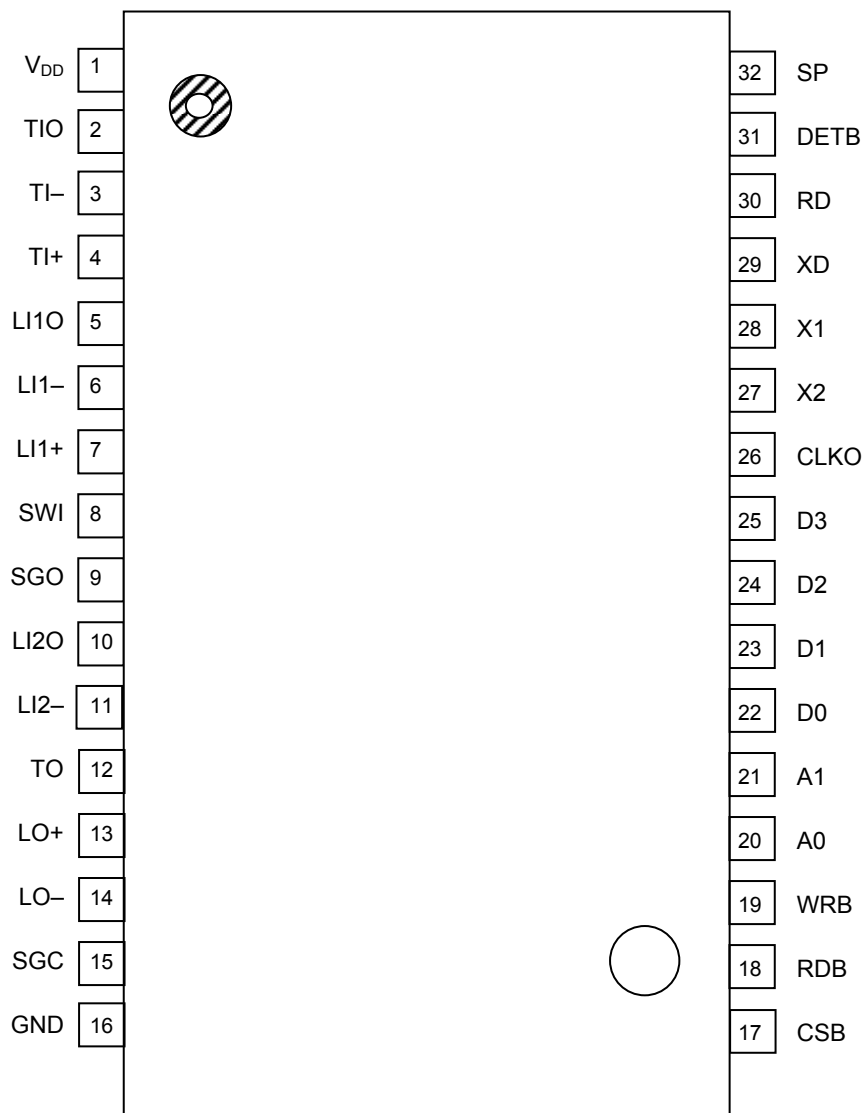 VDD 1 32 SP
TIO 2 31 DETB
TI– 3 30 RD
TI+ 4 29 XD
LI1O 5 28 X1
LI1– 6 27 X2
LI1+ 7 26 CLKO
SWI 8 25 D3
SGO 9 24 D2
LI2O 10 23 D1
LI2– 11 22 D0
TO 12 21 A1
LO+ 13 20 A0
LO– 14 19 WRB
SGC 15 18 RDB
GND 16 17 CSB